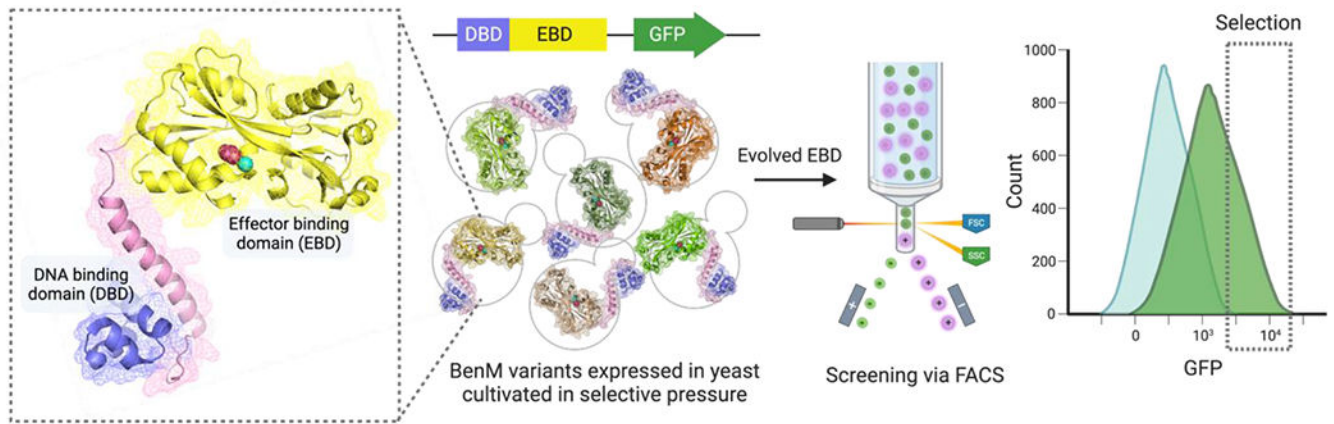 Effector binding
domain (EBD)
DNA binding
domain (DBD)
DBD
EBD
GFP
BenM variants expressed in yeast
cultivated in selective pressure
Evolved EBD
FSC
SSC
+
−
Screening via FACS
Selection
Count
1000
800
600
400
200
0
0
10³
10⁴
GFP